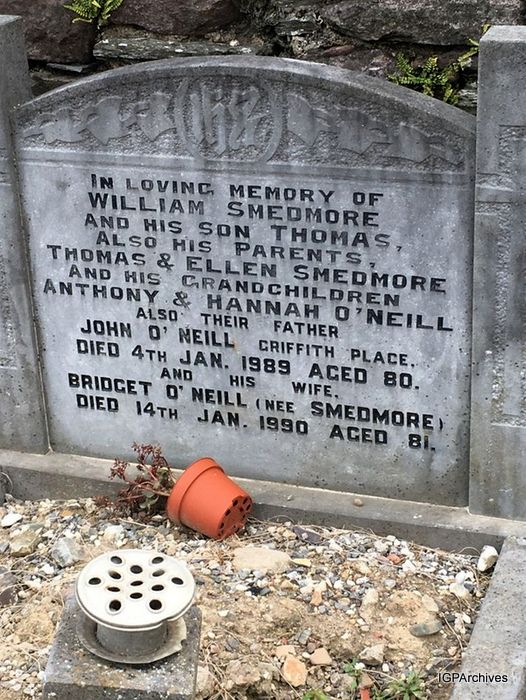 IHS
IN LOVING MEMORY OF
WILLIAM SMEDMORE
AND HIS SON THOMAS,
ALSO HIS PARENTS,
THOMAS & ELLEN SMEDMORE
AND HIS GRANDCHILDREN
ANTHONY & HANNAH O'NEILL
ALSO THEIR FATHER
JOHN O'NEILL GRIFFITH PLACE,
DIED 4TH JAN. 1989 AGED 80.
AND HIS WIFE,
BRIDGET O'NEILL (NEE SMEDMORE)
DIED 14TH JAN. 1990 AGED 81.
IGPArchives